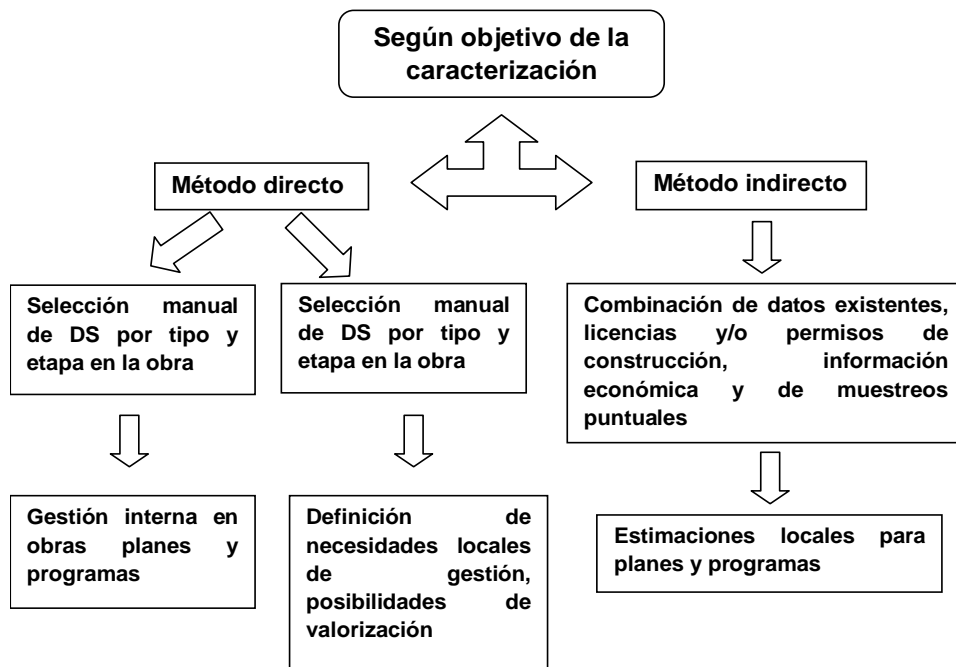 Según objetivo de la
caracterización
Método directo
Método indirecto
Selección manual
de DS por tipo y
etapa en la obra
Selección manual
de DS por tipo y
etapa en la obra
Combinación de datos existentes,
licencias y/o permisos de
construcción, información
económica y de muestreos
puntuales
Gestión interna en
obras planes y
programas
Definición de
necesidades locales
de gestión,
posibilidades de
valorización
Estimaciones locales para
planes y programas